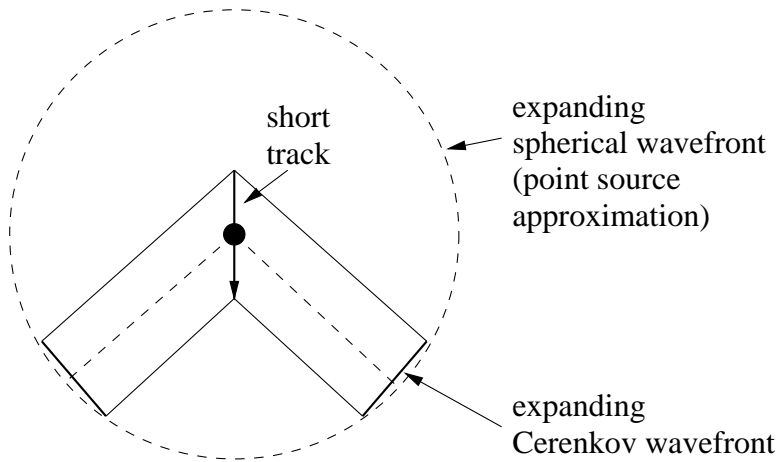 short
track
expanding
spherical wavefront
(point source
approximation)
expanding
Cerenkov wavefront